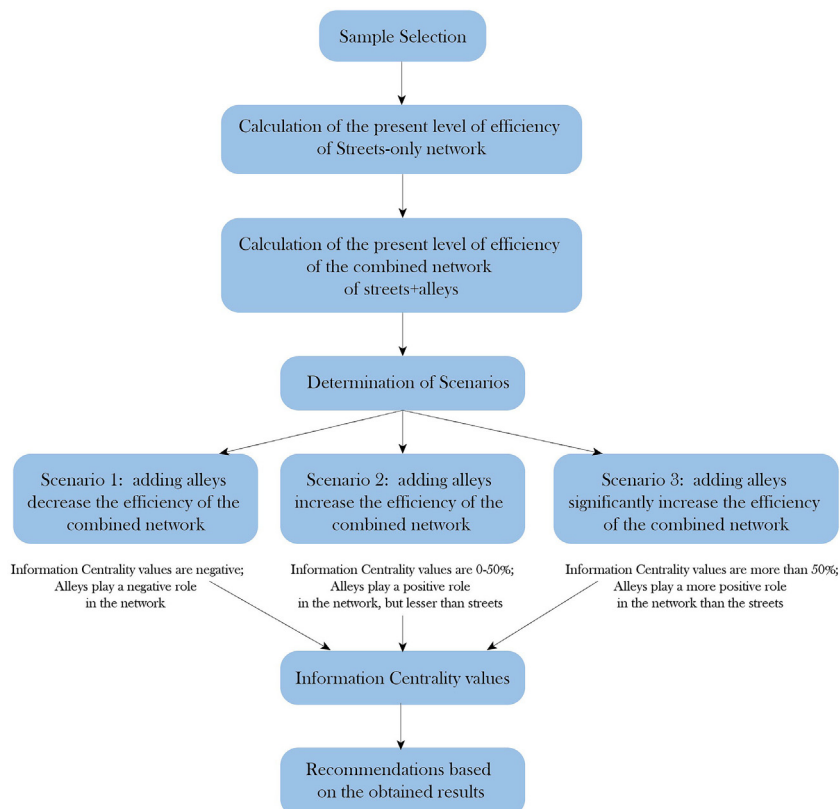 Sample Selection
Calculation of the present level of efficiency
of Streets-only network
Calculation of the present level of efficiency
of the combined network
of streets+alleys
Determination of Scenarios
Scenario 1: adding alleys
decrease the efficiency of the
combined network
Information Centrality values are negative;
Alleys play a negative role
in the network
Scenario 2: adding alleys
increase the efficiency of the
combined network
Information Centrality values are 0-50%;
Alleys play a positive role
in the network, but lesser than streets
Scenario 3: adding alleys
significantly increase the efficiency
of the combined network
Information Centrality values are more than 50%;
Alleys play a more positive role
in the network than the streets
Information Centrality values
Recommendations based
on the obtained results